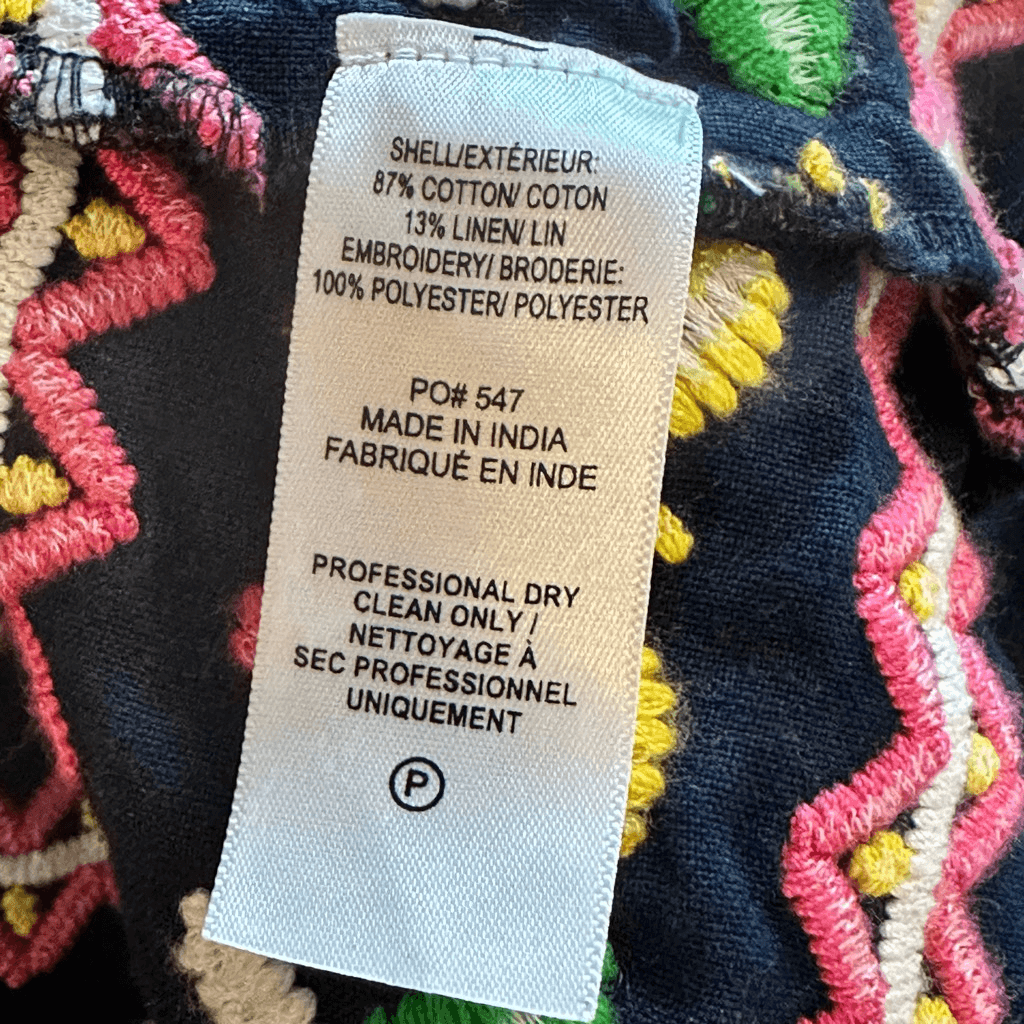 SHELL/EXTÉRIEUR:
87% COTTON/ COTON
13% LINEN/ LIN
EMBROIDERY/ BRODERIE:
100% POLYESTER/ POLYESTER
PO# 547
MADE IN INDIA
FABRIQUÉ EN INDE
PROFESSIONAL DRY
CLEAN ONLY /
NETTOYAGE À
SEC PROFESSIONNEL
UNIQUEMENT
P